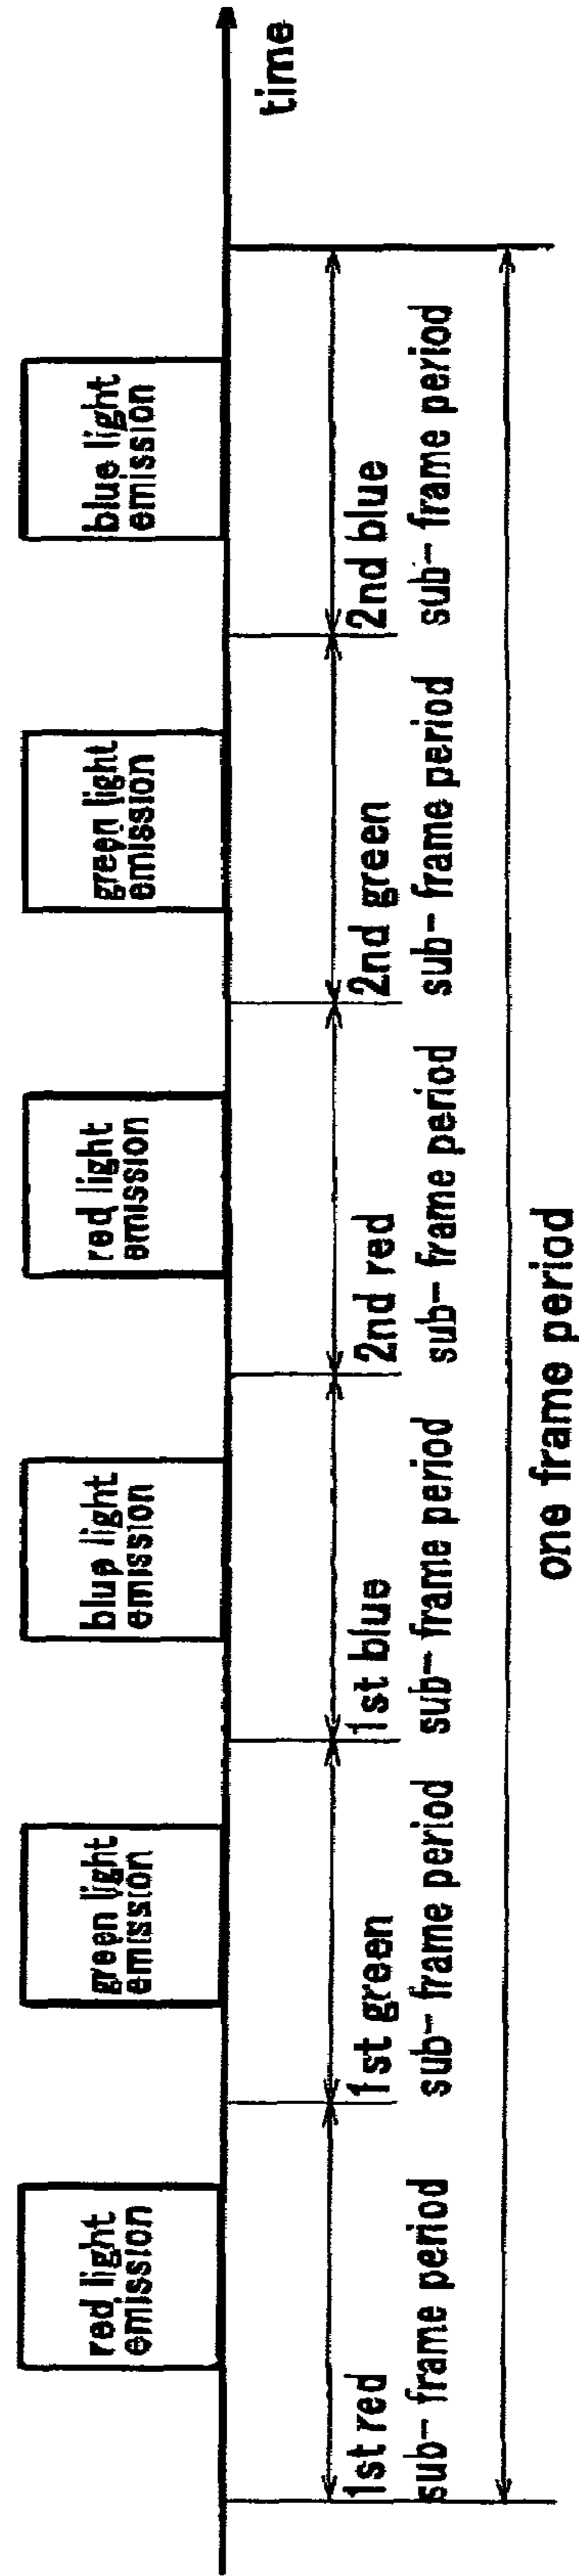 red light
emission
green light
emission
blue light
emission
red light
emission
green light
emission
blue light
emission
time
1st red
sub- frame period
1st green
sub- frame period
1st blue
sub- frame period
2nd red
sub- frame period
2nd green
sub- frame period
2nd blue
sub- frame period
one frame period